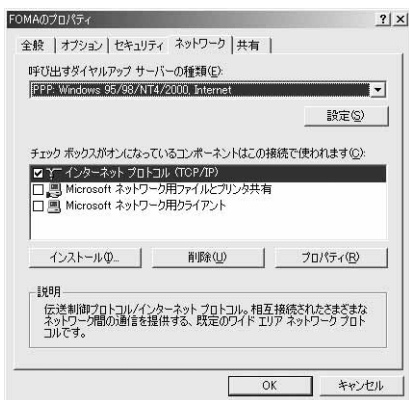 FOMAのプロパティ
全般 オプション セキュリティ ネットワーク 共有
呼び出すダイヤルアップ サーバーの種類(E):
PPP: Windows 95/98/NT4/2000, Internet
設定(S)
チェック ボックスがオンになっているコンポーネントはこの接続で使われます(C):
インターネット プロトコル (TCP/IP)
Microsoft ネットワーク用ファイルとプリンタ共有
Microsoft ネットワーク用クライアント
インストール(I)... 削除(U) プロパティ(R)
説明
伝送制御プロトコル/インターネット プロトコル。相互接続されたさまざまな
ネットワーク間の通信を提供する、既定のワイド エリア ネットワーク プロト
コルです。
OK キャンセル